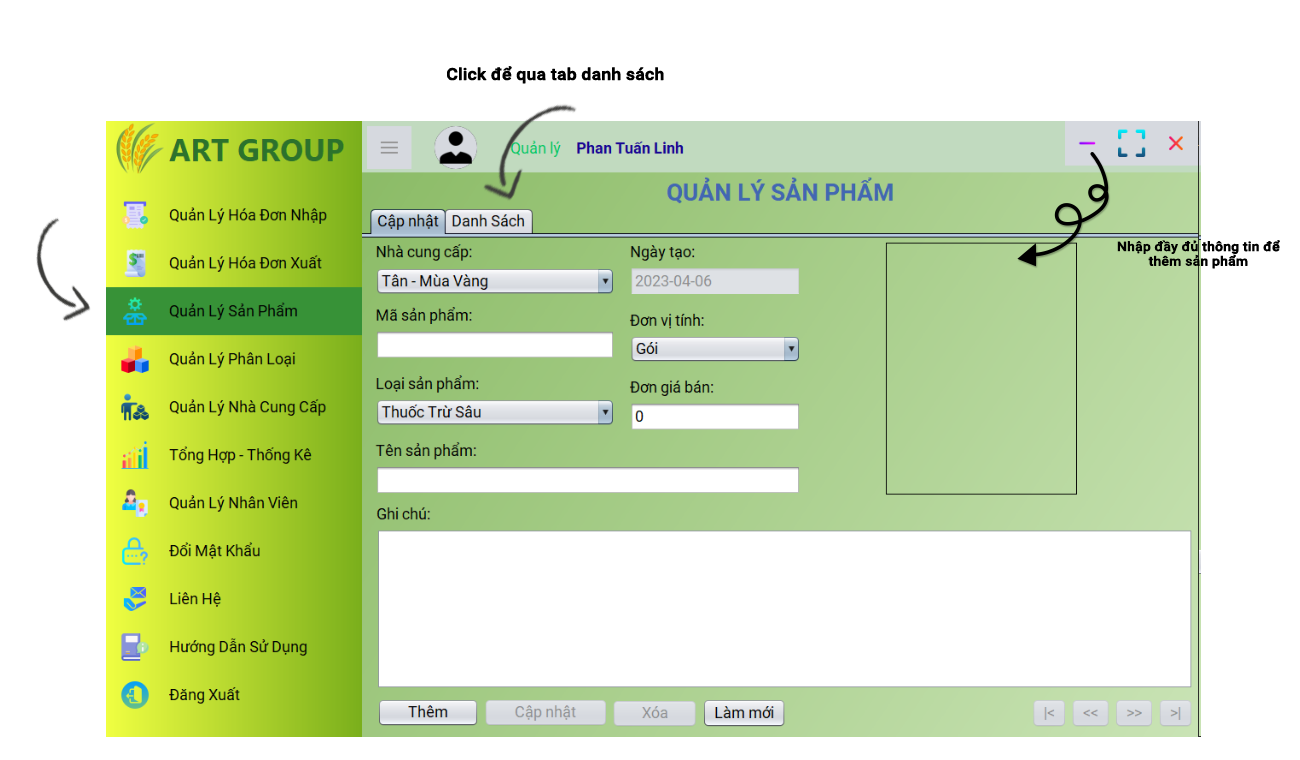 Click để qua tab danh sách
ART GROUP
Quản lý Phan Tuấn Linh
QUẢN LÝ SẢN PHẨM
Cập nhật Danh Sách
Quản Lý Hóa Đơn Nhập
Quản Lý Hóa Đơn Xuất
Quản Lý Sản Phẩm
Quản Lý Phân Loại
Quản Lý Nhà Cung Cấp
Tổng Hợp - Thống Kê
Quản Lý Nhân Viên
Đổi Mật Khẩu
Liên Hệ
Hướng Dẫn Sử Dụng
Đăng Xuất
Nhà cung cấp:
Tân - Mùa Vàng
Ngày tạo:
2023-04-06
Mã sản phẩm:
Đơn vị tính:
Gói
Loại sản phẩm:
Thuốc Trừ Sâu
Đơn giá bán:
0
Tên sản phẩm:
Ghi chú:
Nhập đầy đủ thông tin để
thêm sản phẩm
Thêm Cập nhật Xóa Làm mới |< << >> >|